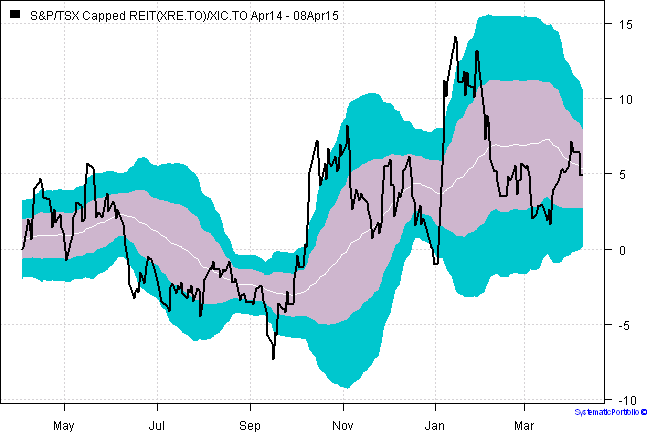 S&P/TSX Capped REIT(XRE.TO)/XIC.TO Apr14 - 08Apr15
15
10
5
0
-5
-10
May Jul Sep Nov Jan Mar
SystematicPortfolio ©